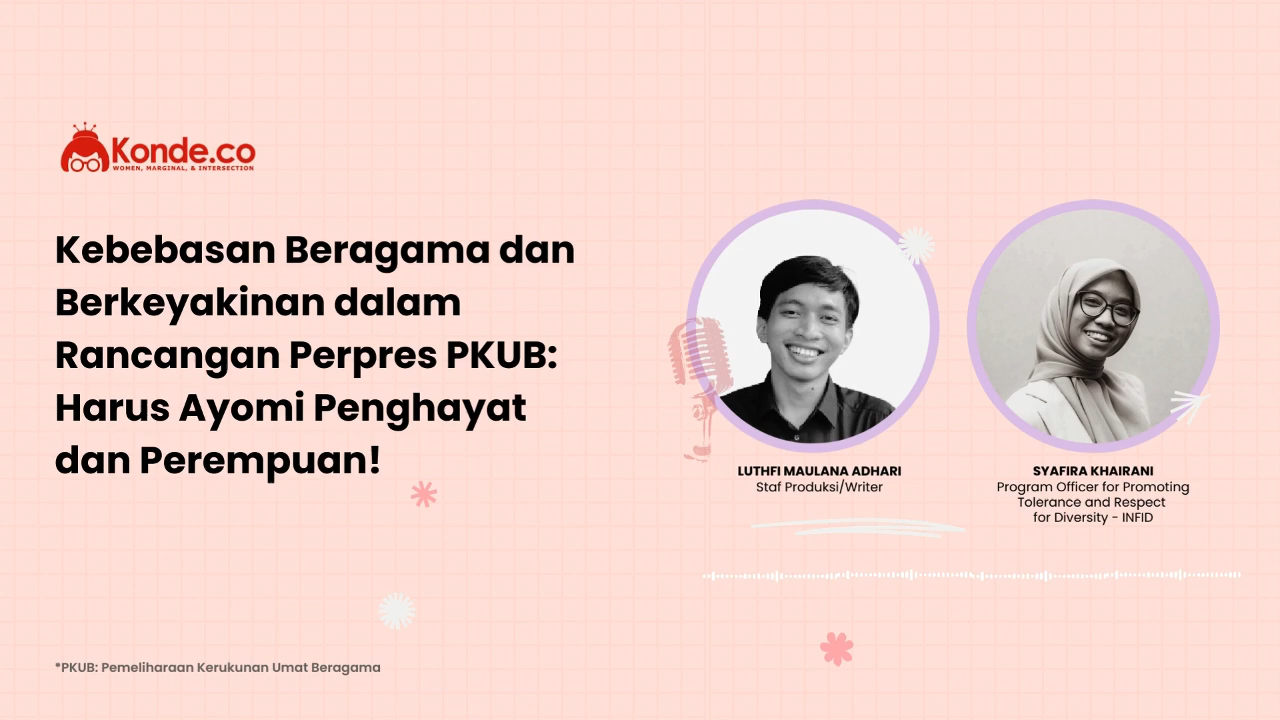 Konde.co
WOMEN, MARGINAL, & INTERSECTION
Kebebasan Beragama dan
Berkeyakinan dalam
Rancangan Perpres PKUB:
Harus Ayomi Penghayat
dan Perempuan!
LUTHFI MAULANA ADHARI
Staf Produksi/Writer
SYAFIRA KHAIRANI
Program Officer for Promoting
Tolerance and Respect
for Diversity - INFID
*PKUB: Pemeliharaan Kerukunan Umat Beragama